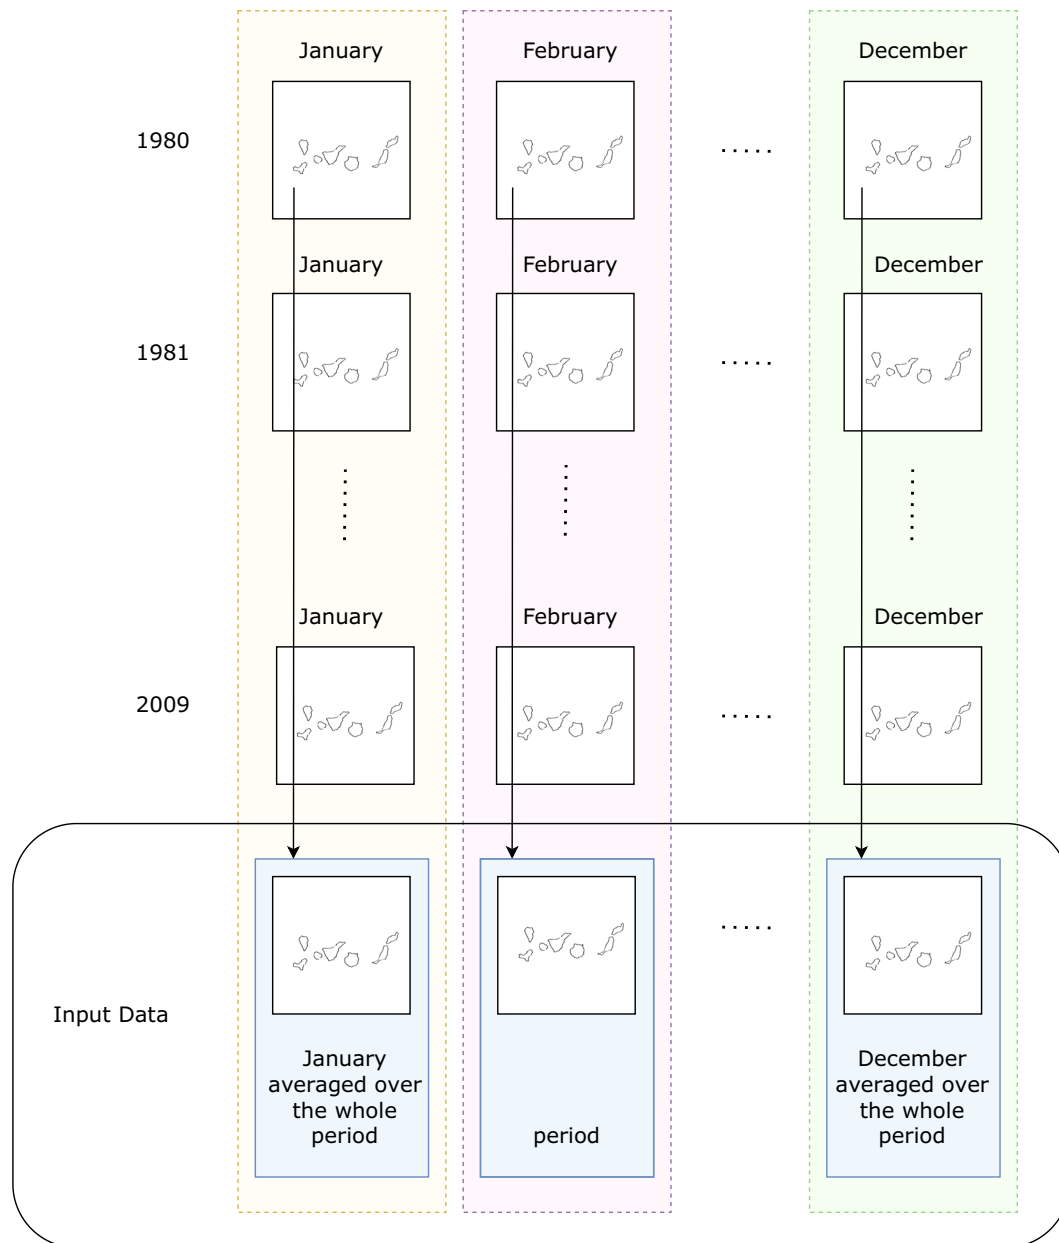 January
February
December
1980
.....
January
February
December
1981
.....
January
February
December
2009
.....
.....
Input Data
January
averaged over
the whole
period
period
December
averaged over
the whole
period